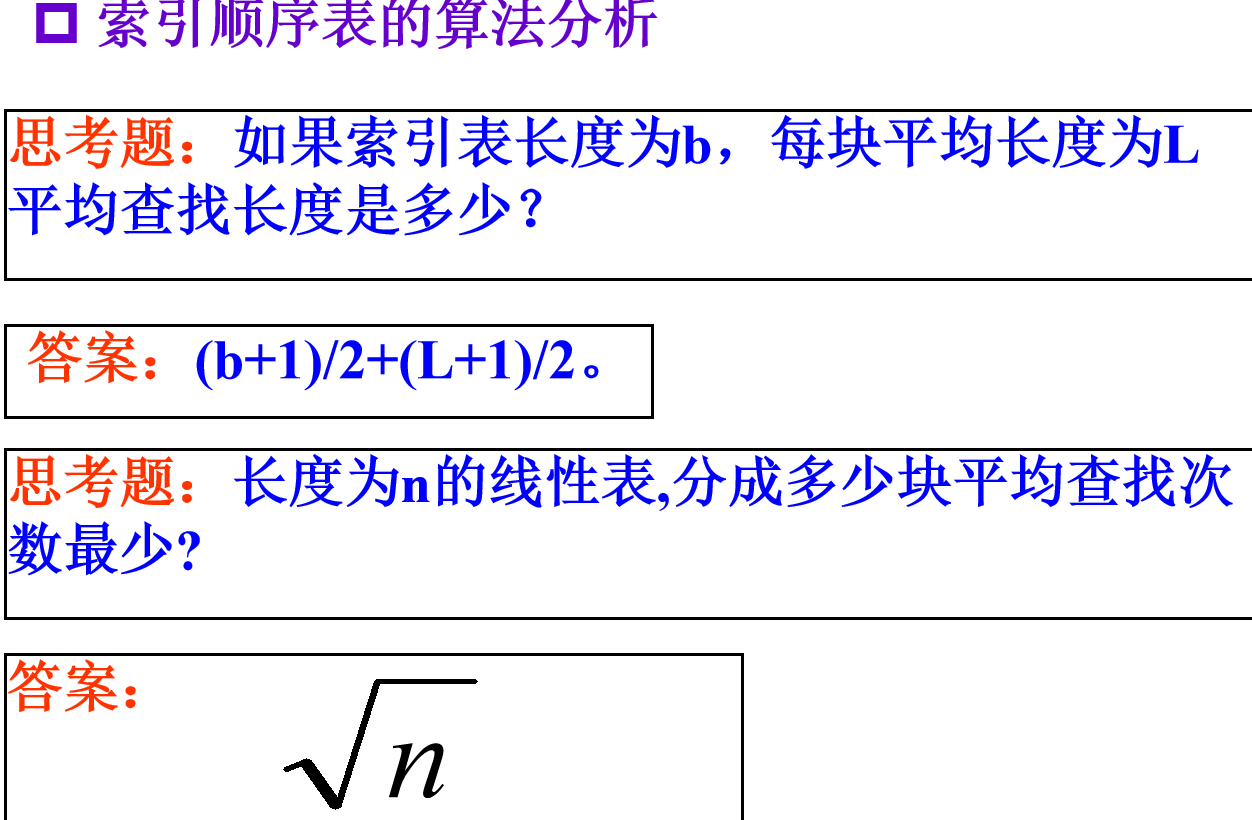 索引顺序表的算法分析
思考题：如果索引表长度为b，每块平均长度为L
平均查找长度是多少？
答案：(b+1)/2+(L+1)/2。
思考题：长度为n的线性表,分成多少块平均查找次
数最少?
答案：
√n